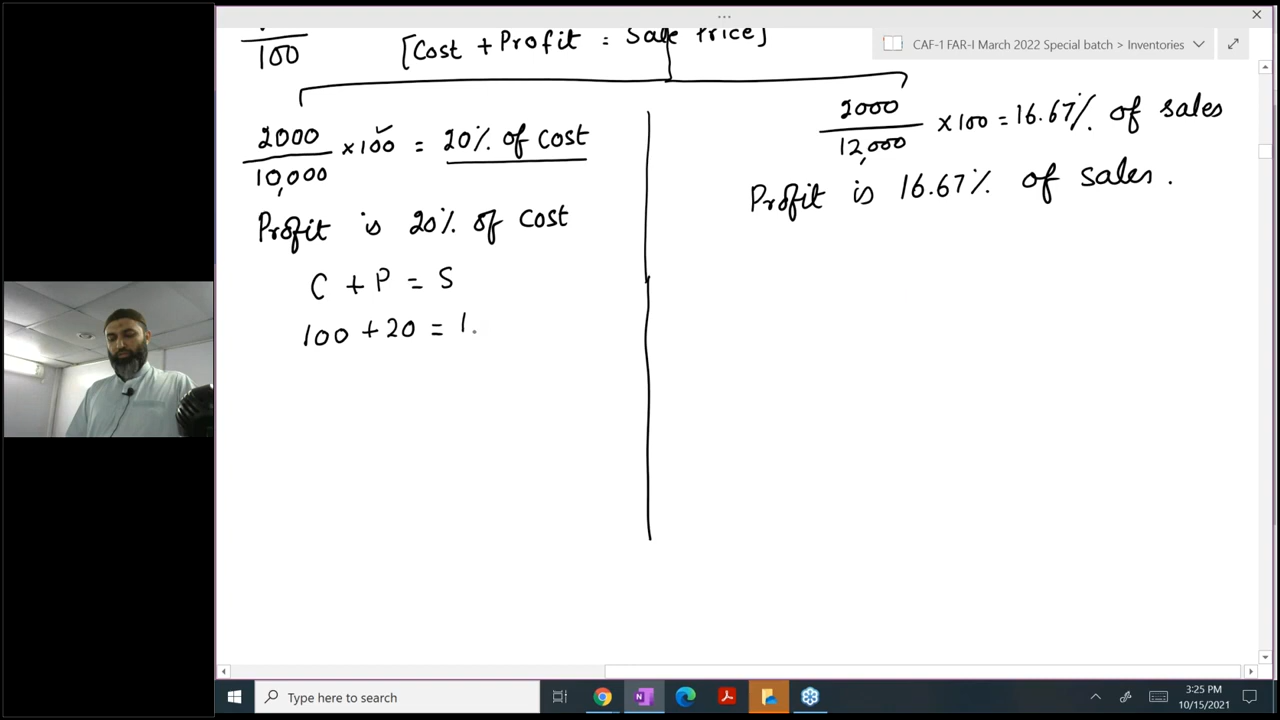 100
[Cost + Profit = Sale Price]
CAF-1 FAR-I March 2022 Special batch > Inventories
2000
10,000
×100 = 20% of cost
Profit is 20% of cost
C + P = S
100 + 20 = 1
2000
12,000
×100 = 16.67% of sales
Profit is 16.67% of sales.
Type here to search
3:25 PM
10/15/2021